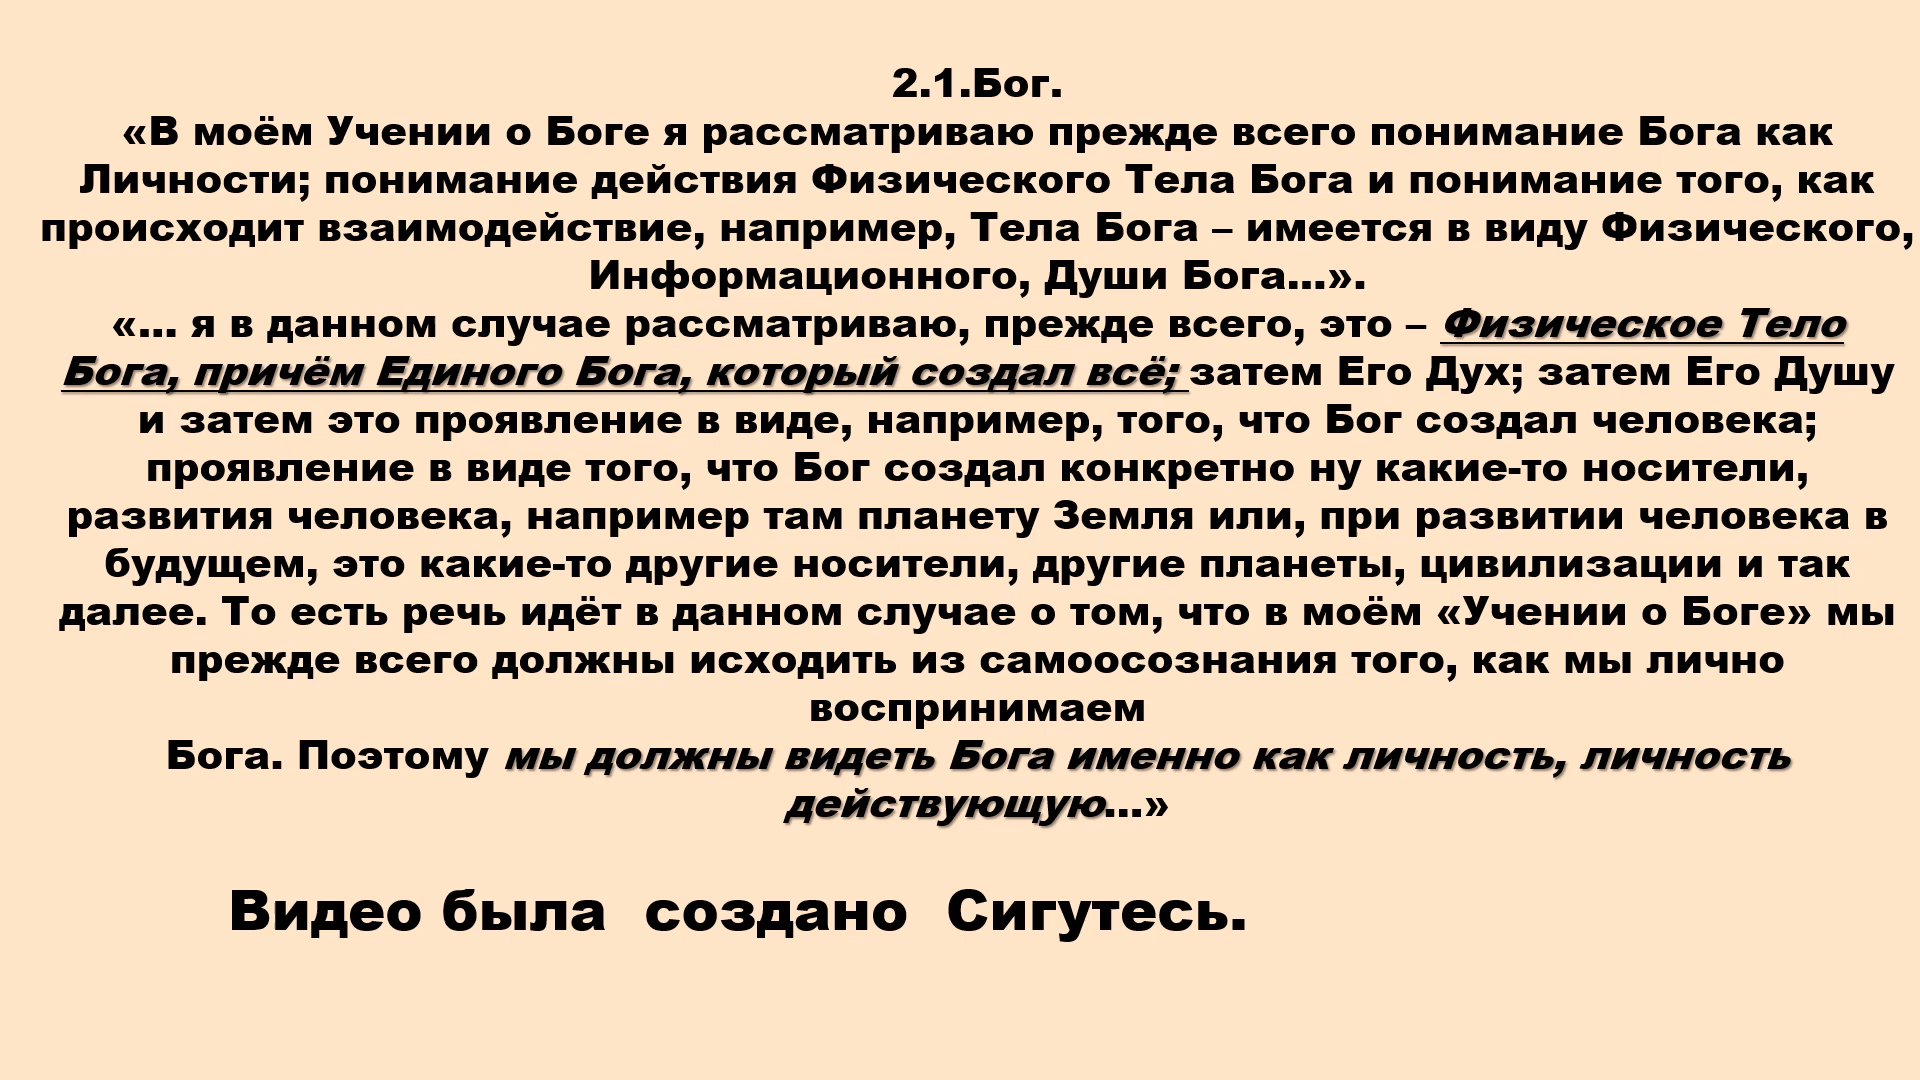 2.1.Бог.
«В моём Учении о Боге я рассматриваю прежде всего понимание Бога как
Личности; понимание действия Физического Тела Бога и понимание того, как
происходит взаимодействие, например, Тела Бога – имеется в виду Физического,
Информационного, Души Бога...».
«... я в данном случае рассматриваю, прежде всего, это – Физическое Тело
Бога, причём Единого Бога, который создал всё; затем Его Дух; затем Его Душу
и затем это проявление в виде, например, того, что Бог создал человека;
проявление в виде того, что Бог создал конкретно ну какие-то носители,
развития человека, например там планету Земля или, при развитии человека в
будущем, это какие-то другие носители, другие планеты, цивилизации и так
далее. То есть речь идёт в данном случае о том, что в моём «Учении о Боге» мы
прежде всего должны исходить из самоосознания того, как мы лично
воспринимаем
Бога. Поэтому мы должны видеть Бога именно как личность, личность
действующую...»
Видео была создано Сигутесь.